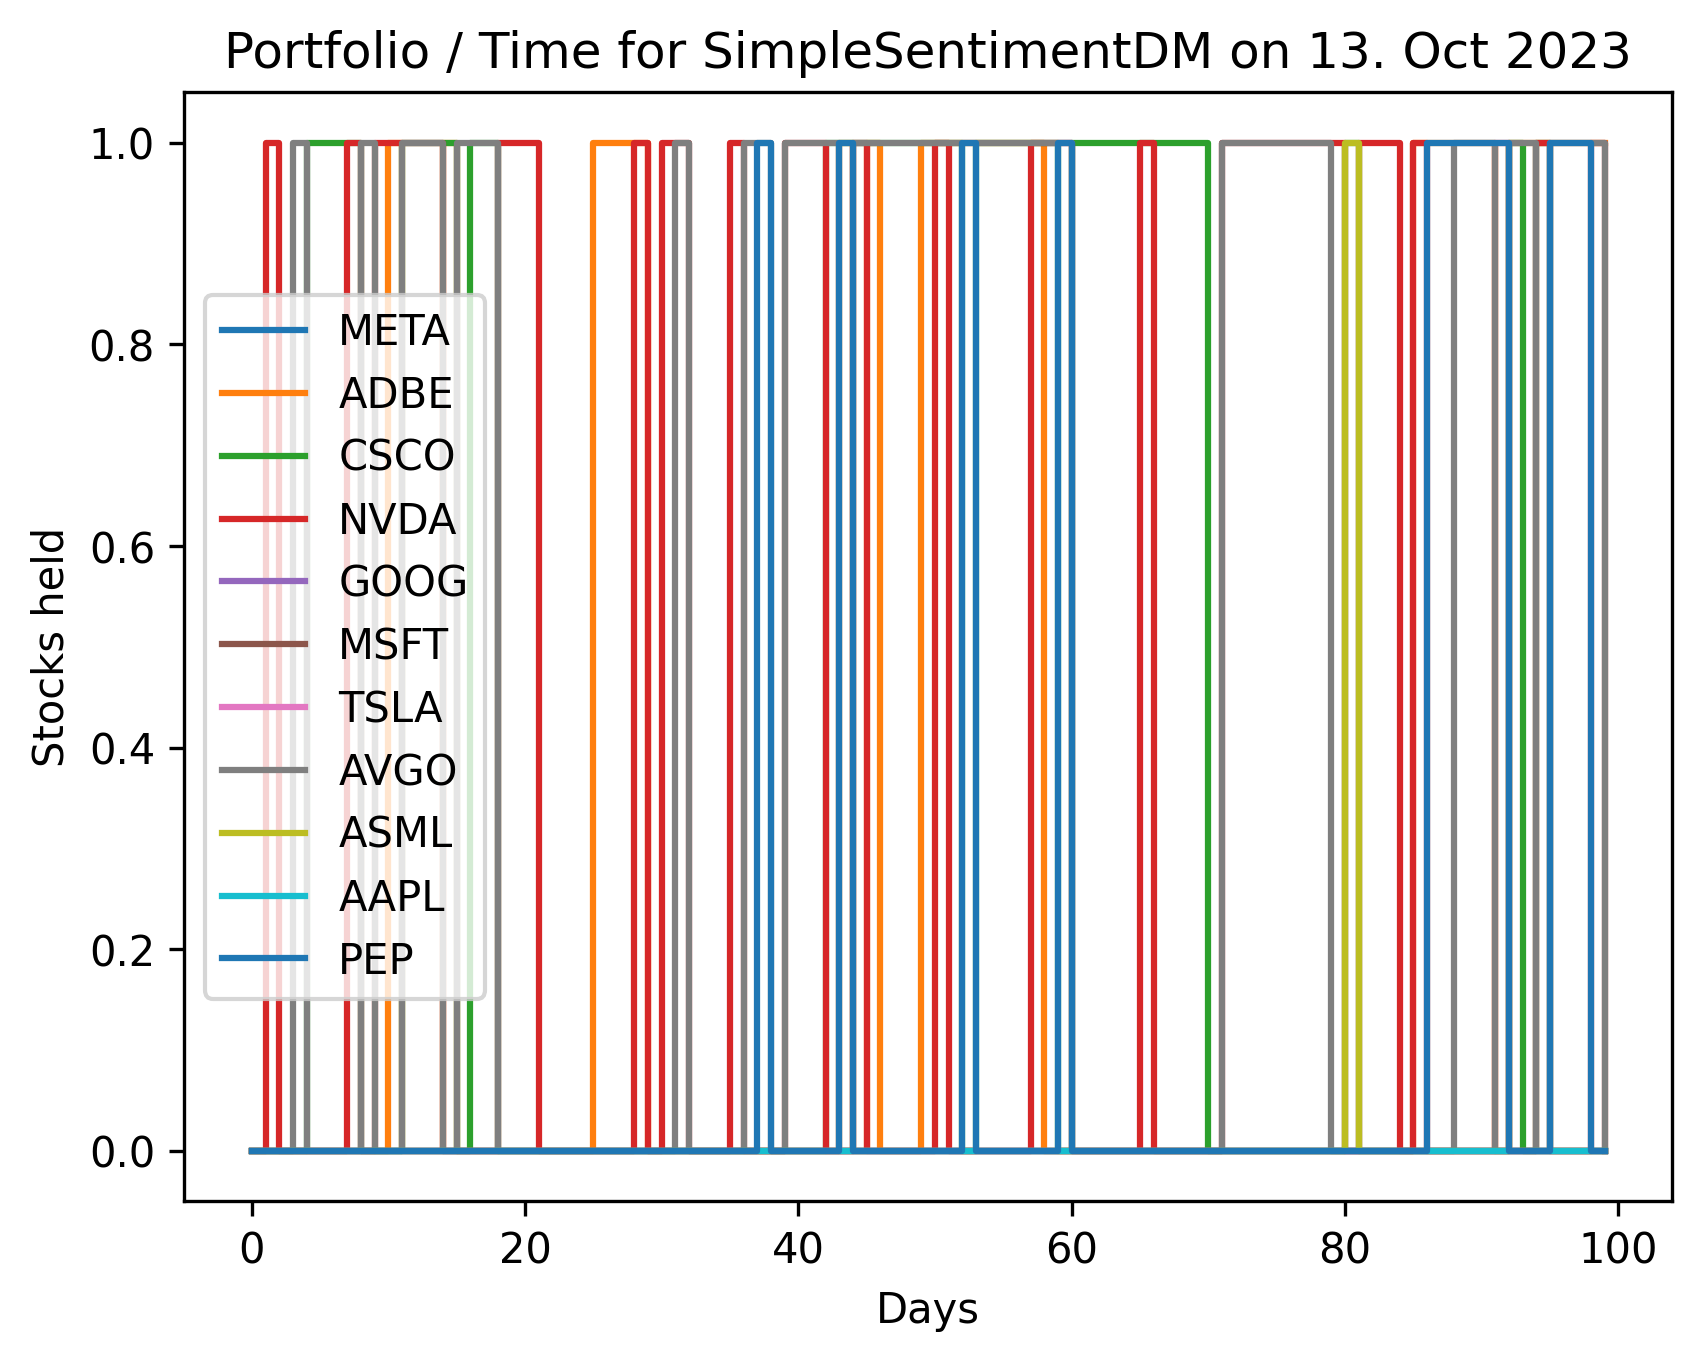 Portfolio / Time for SimpleSentimentDM on 13. Oct 2023
1.0
0.8
0.6
0.4
0.2
0.0
Stocks held
META
ADBE
CSCO
NVDA
GOOG
MSFT
TSLA
AVGO
ASML
AAPL
PEP
0 20 40 60 80 100
Days